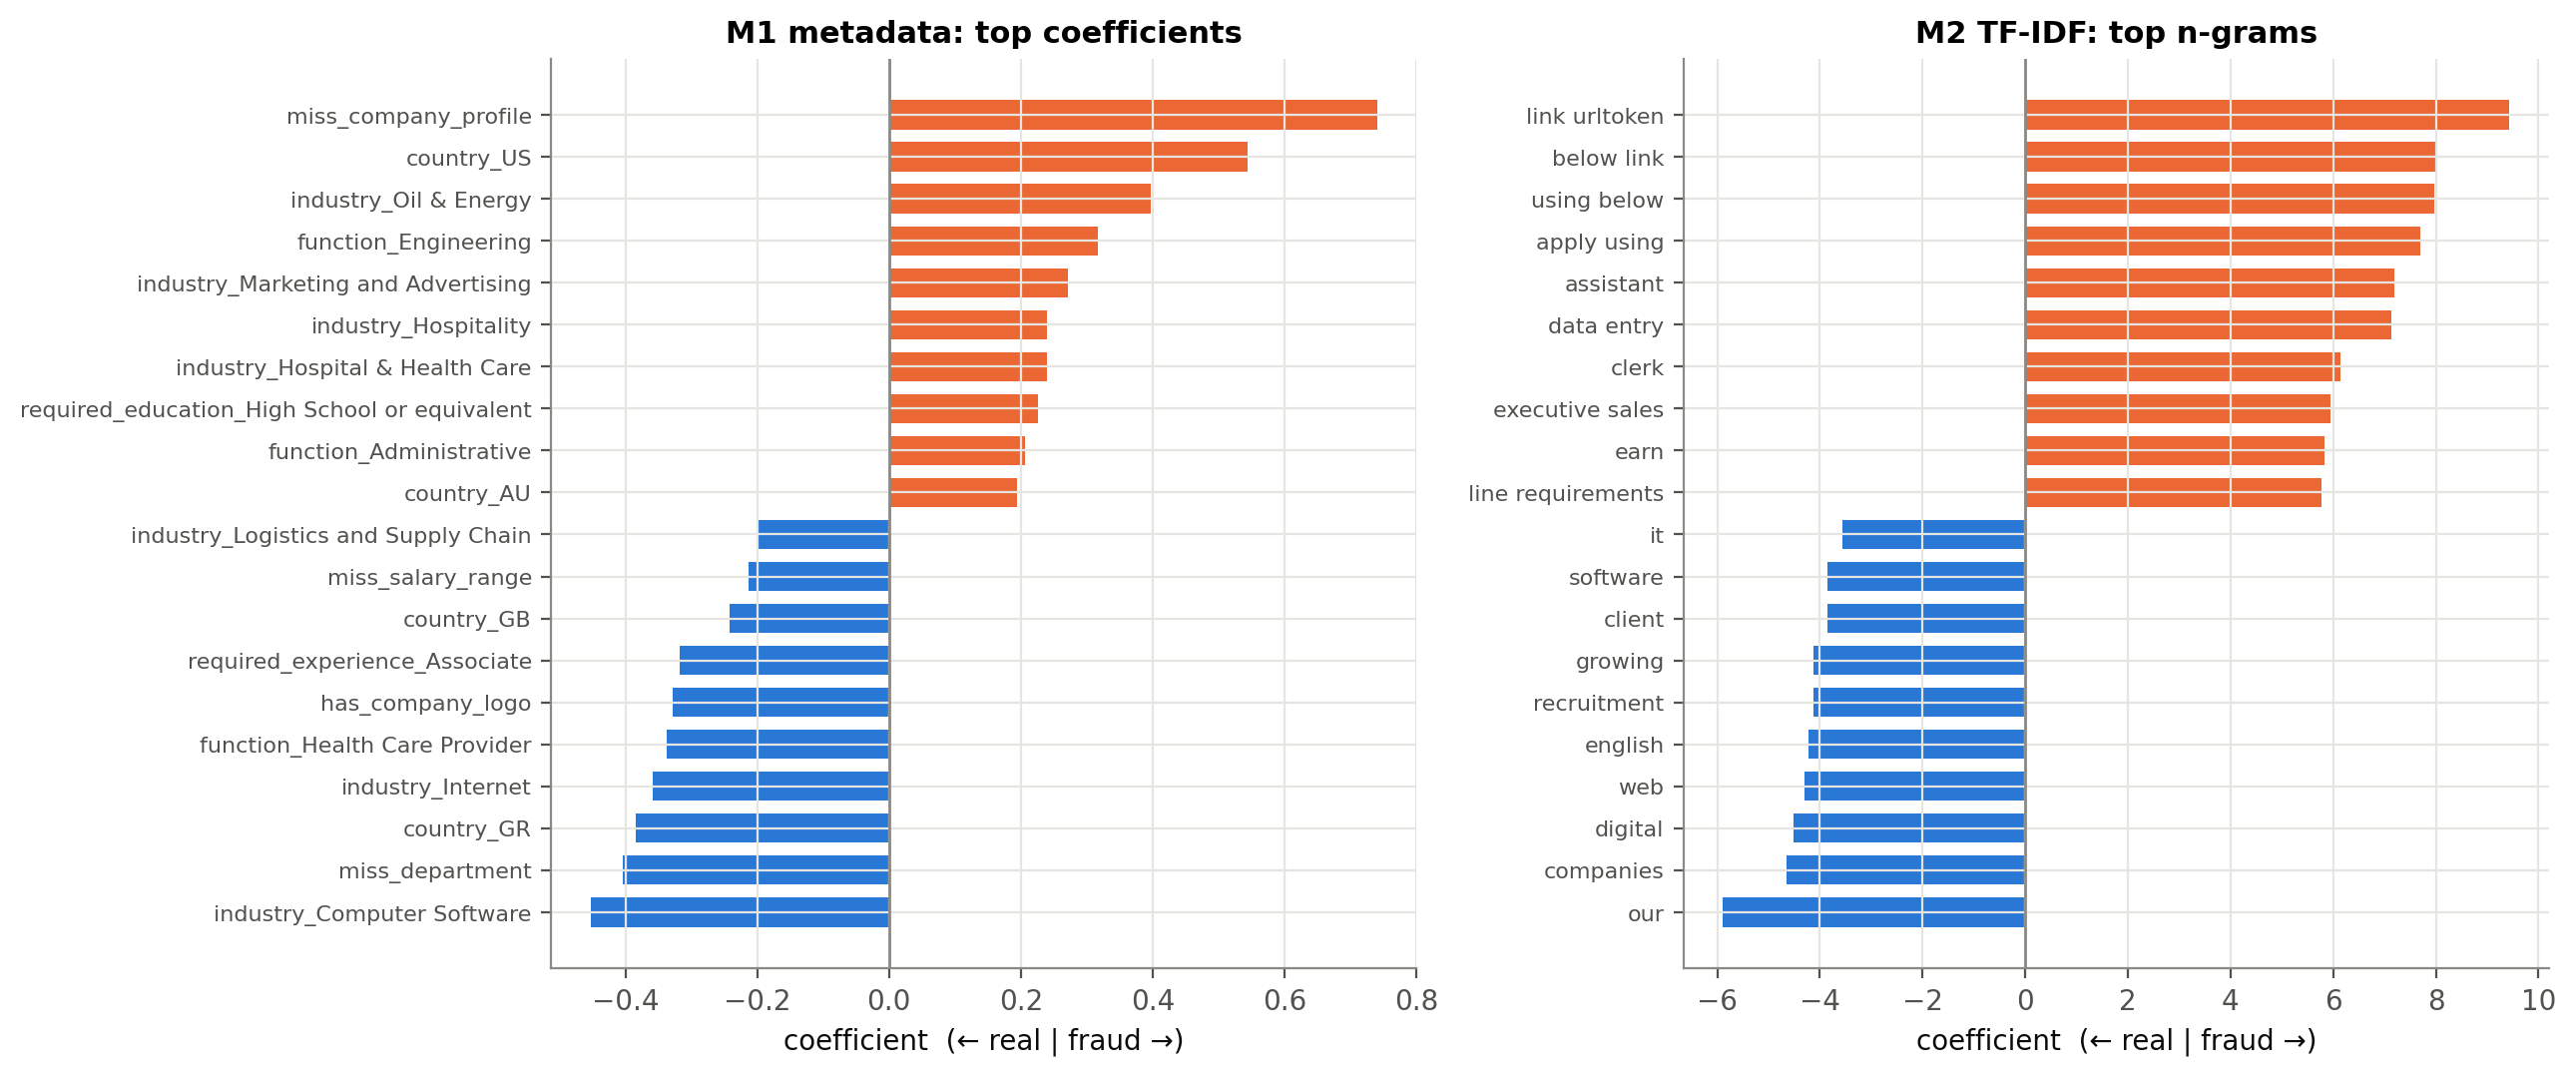 M1 metadata: top coefficients
miss_company_profile
country_US
industry_Oil & Energy
function_Engineering
industry_Marketing and Advertising
industry_Hospitality
industry_Hospital & Health Care
required_education_High School or equivalent
function_Administrative
country_AU
industry_Logistics and Supply Chain
miss_salary_range
country_GB
required_experience_Associate
has_company_logo
function_Health Care Provider
industry_Internet
country_GR
miss_department
industry_Computer Software
−0.4 −0.2 0.0 0.2 0.4 0.6 0.8
coefficient (← real | fraud →)
M2 TF-IDF: top n-grams
link urltoken
below link
using below
apply using
assistant
data entry
clerk
executive sales
earn
line requirements
it
software
client
growing
recruitment
english
web
digital
companies
our
−6 −4 −2 0 2 4 6 8 10
coefficient (← real | fraud →)